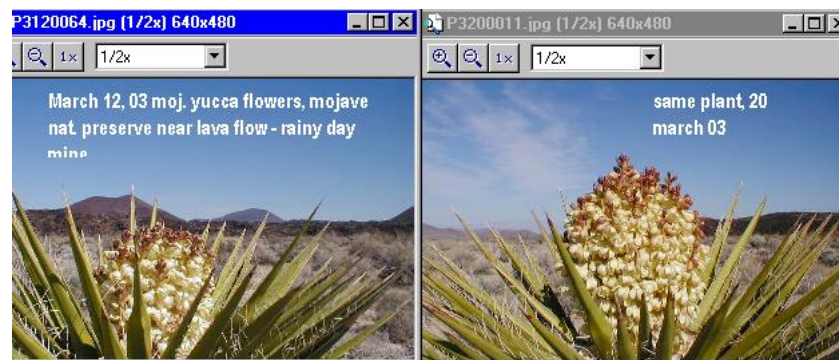 P3120064.jpg (1/2x) 640x480
1x
1/2x
March 12, 03 moj. yucca flowers, mojave
nat. preserve near lava flow - rainy day
mine
P3200011.jpg (1/2x) 640x480
1x
1/2x
same plant, 20
march 03